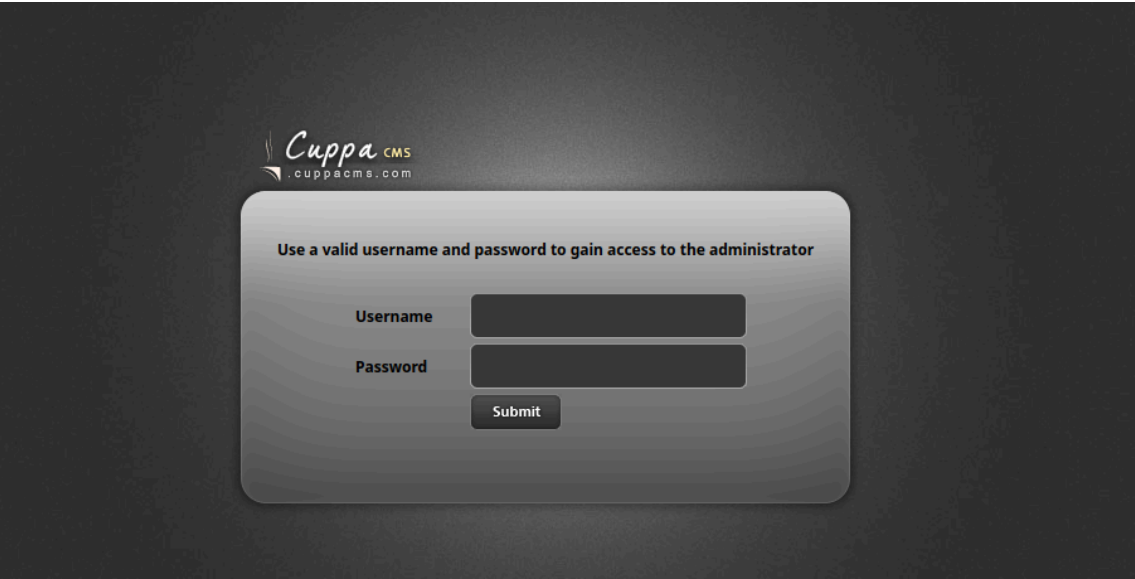 Cuppa CMS
.cuppacms.com
Use a valid username and password to gain access to the administrator
Username
Password
Submit